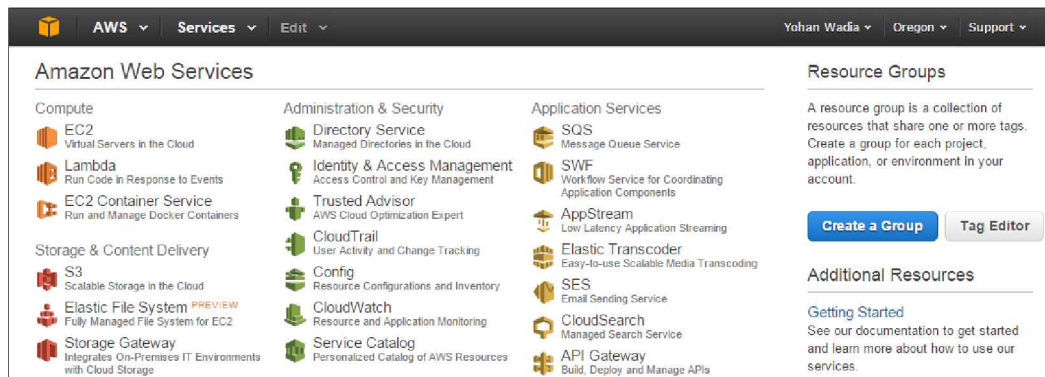 AWS Services Edit Yohan Wadia Oregon Support
Amazon Web Services
Compute
EC2
Virtual Servers in the Cloud
Lambda
Run Code in Response to Events
EC2 Container Service
Run and Manage Docker Containers
Storage & Content Delivery
S3
Scalable Storage in the Cloud
Elastic File System PREVIEW
Fully Managed File System for EC2
Storage Gateway
Integrates On-Premises IT Environments
with Cloud Storage
Administration & Security
Directory Service
Managed Directories in the Cloud
Identity & Access Management
Access Control and Key Management
Trusted Advisor
AWS Cloud Optimization Expert
CloudTrail
User Activity and Change Tracking
Config
Resource Configurations and Inventory
CloudWatch
Resource and Application Monitoring
Service Catalog
Personalized Catalog of AWS Resources
Application Services
SQS
Message Queue Service
SWF
Workflow Service for Coordinating
Application Components
AppStream
Low Latency Application Streaming
Elastic Transcoder
Easy-to-use Scalable Media Transcoding
SES
Email Sending Service
CloudSearch
Managed Search Service
API Gateway
Build, Deploy and Manage APIs
Resource Groups
A resource group is a collection of
resources that share one or more tags.
Create a group for each project,
application, or environment in your
account.
Create a Group Tag Editor
Additional Resources
Getting Started
See our documentation to get started
and learn more about how to use our
services.